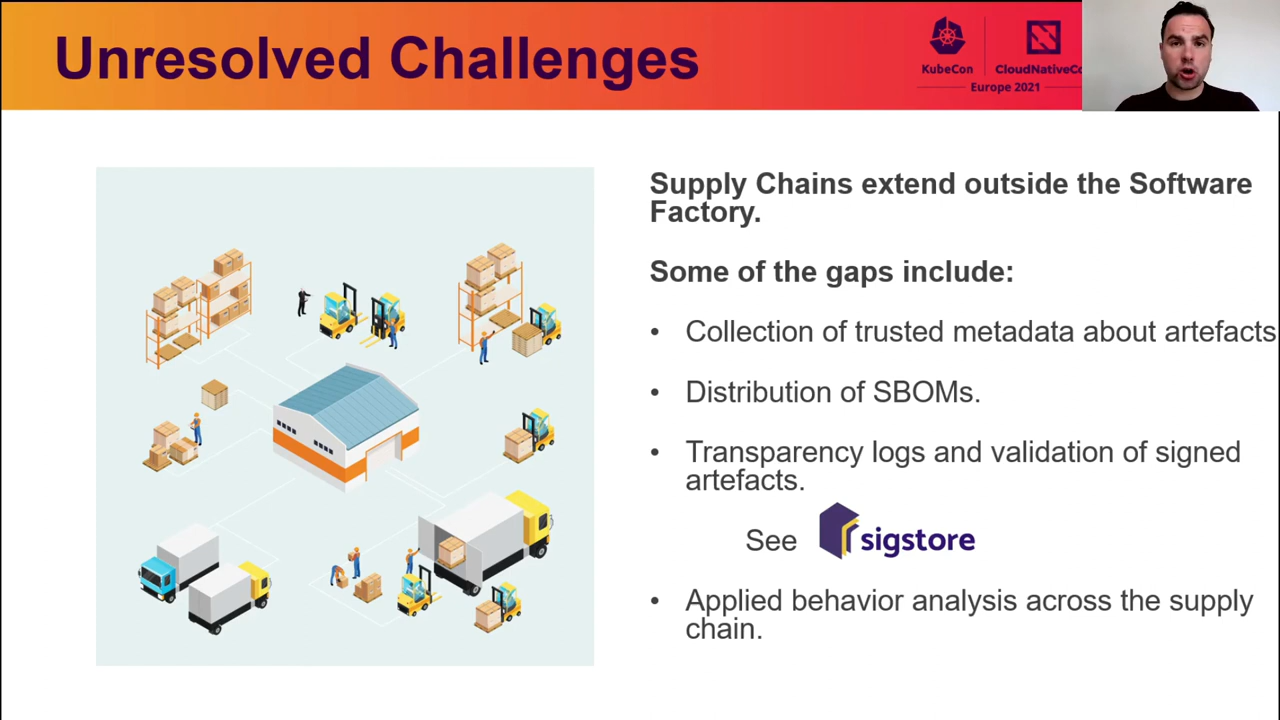 Unresolved Challenges
KubeCon
CloudNativeCo
Europe 2021
Supply Chains extend outside the Software
Factory.
Some of the gaps include:
• Collection of trusted metadata about artefacts
• Distribution of SBOMs.
• Transparency logs and validation of signed
artefacts.
See sigstore
• Applied behavior analysis across the supply
chain.